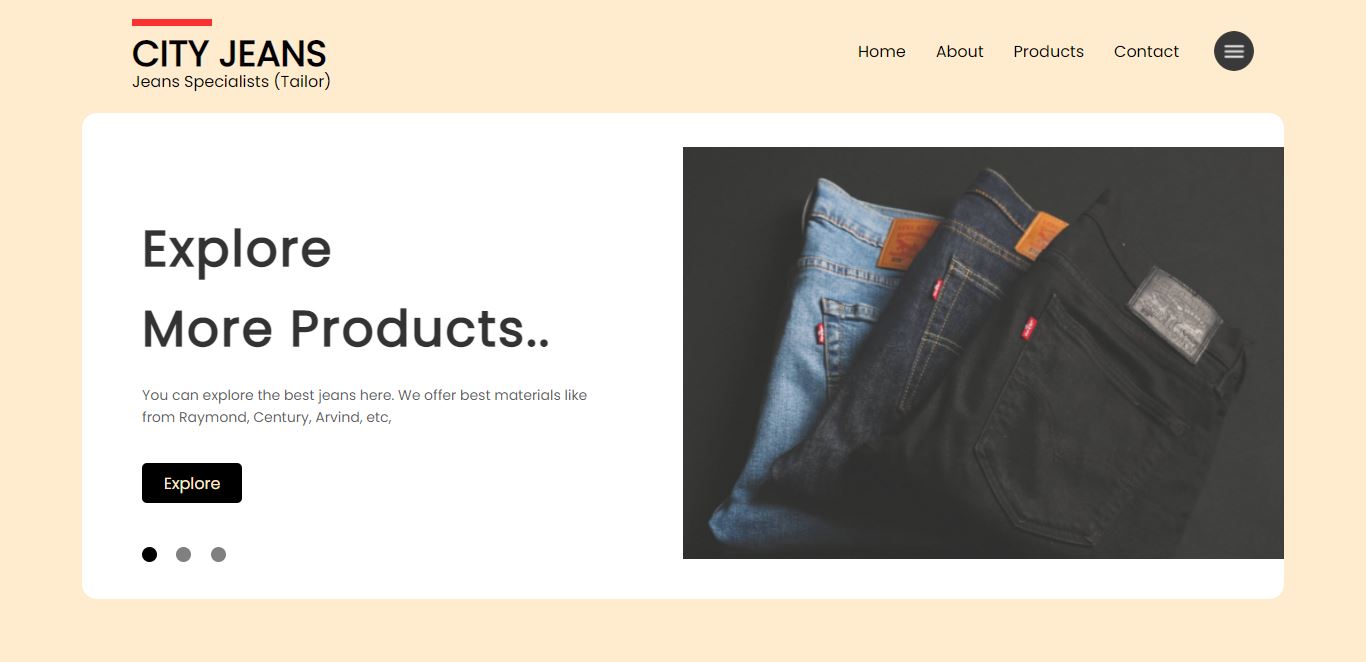 CITY JEANS
Jeans Specialists (Tailor)
Home
About
Products
Contact
Explore
More Products..
You can explore the best jeans here. We offer best materials like
from Raymond, Century, Arvind, etc,
Explore